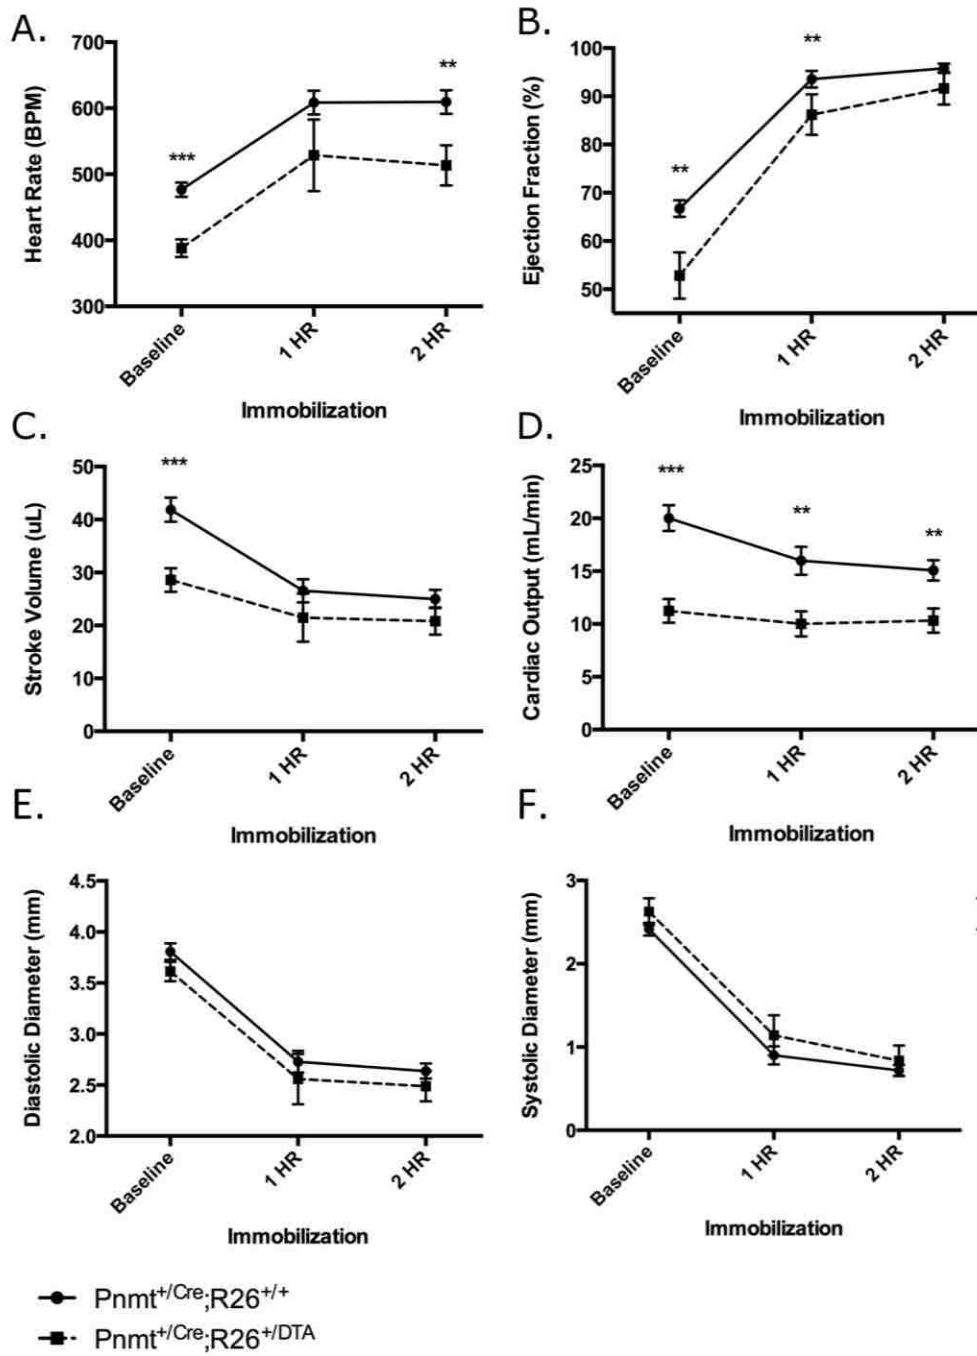 A.
Heart Rate (BPM)
700
600
500
400
300
***
**
Baseline
1 HR
2 HR
Immobilization
B.
Ejection Fraction (%)
100
90
80
70
60
50
**
**
Baseline
1 HR
2 HR
Immobilization
C.
Stroke Volume (uL)
50
40
30
20
10
0
***
Baseline
1 HR
2 HR
Immobilization
D.
Cardiac Output (mL/min)
25
20
15
10
5
0
***
**
**
Baseline
1 HR
2 HR
Immobilization
E.
Diastolic Diameter (mm)
4.5
4.0
3.5
3.0
2.5
2.0
Baseline
1 HR
2 HR
Immobilization
F.
Systolic Diameter (mm)
3
2
1
0
Baseline
1 HR
2 HR
Immobilization
Pnmt+/Cre;R26+/+
Pnmt+/Cre;R26+/DTA